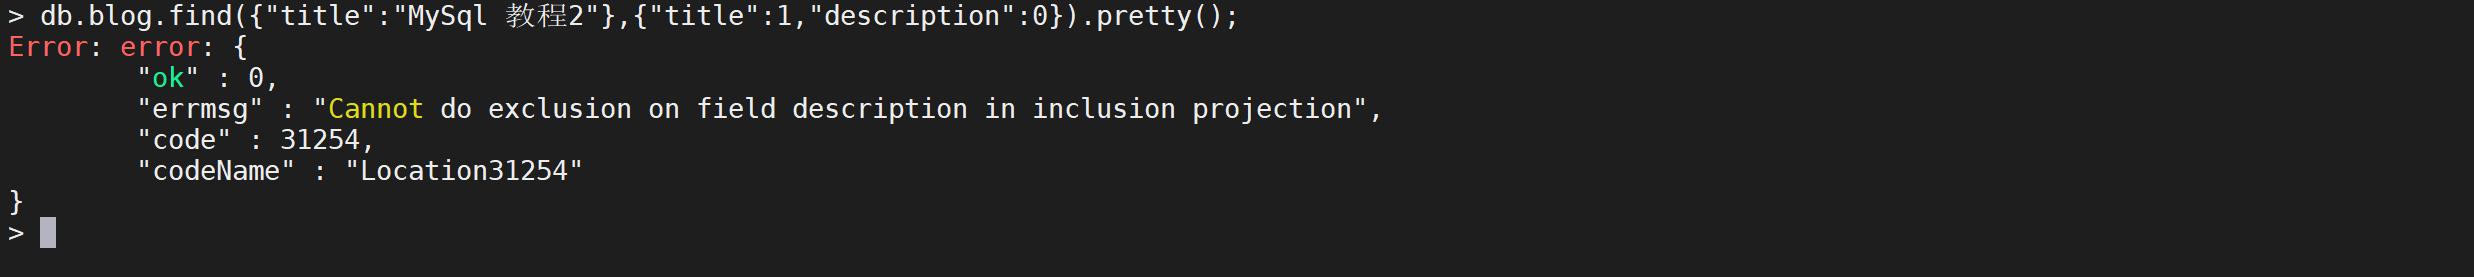 > db.blog.find({"title":"MySql 教程2"},{"title":1,"description":0}).pretty();
Error: error: {
        "ok" : 0,
        "errmsg" : "Cannot do exclusion on field description in inclusion projection",
        "code" : 31254,
        "codeName" : "Location31254"
}
>